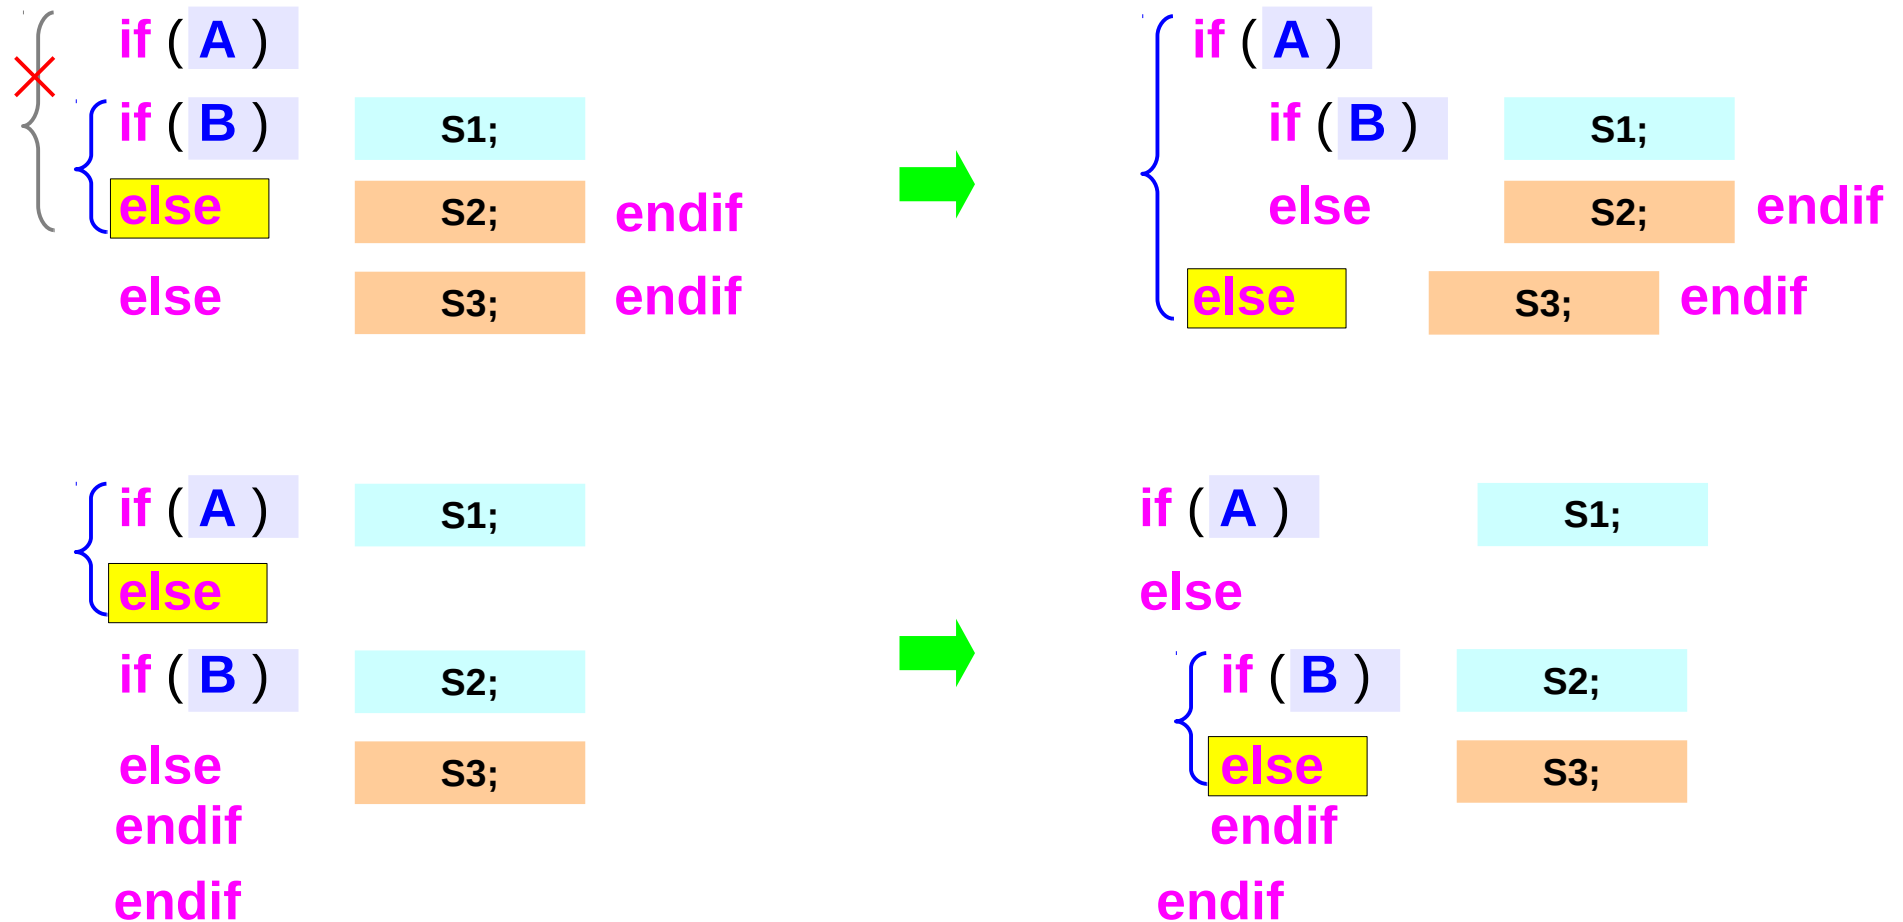 if ( A )
if ( B ) S1;
else S2; endif
else S3; endif
if ( A )
if ( B ) S1;
else S2; endif
else S3; endif
if ( A ) S1;
else
if ( B ) S2;
else S3;
endif
endif
if ( A ) S1;
else
if ( B ) S2;
else S3;
endif
endif